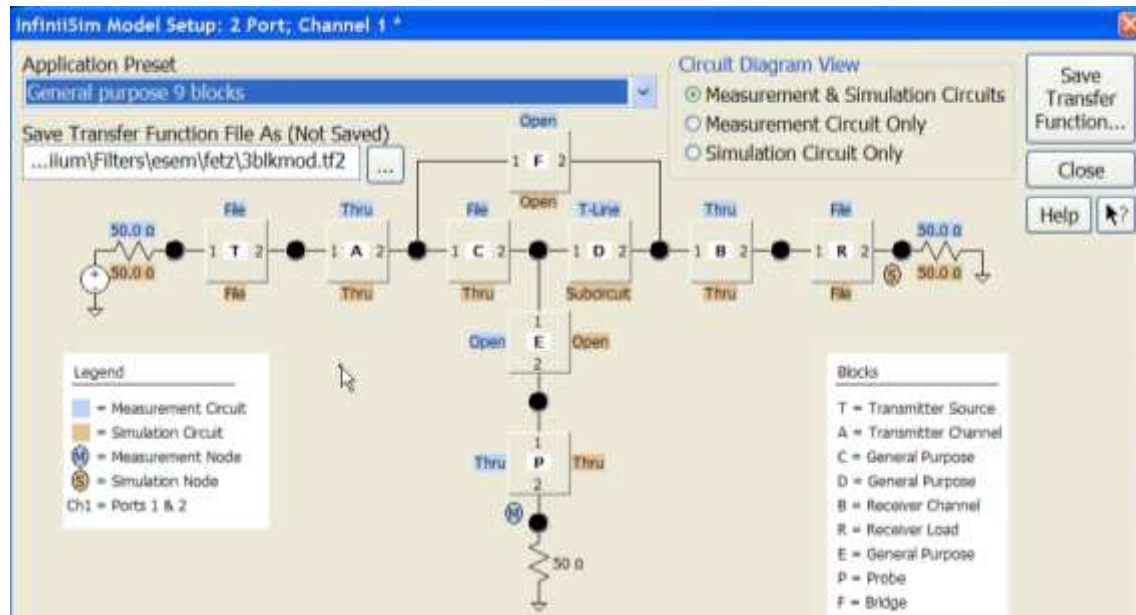 InfiniiSim Model Setup: 2 Port; Channel 1 *
Application Preset
General purpose 9 blocks
Save Transfer Function File As (Not Saved)
...lium\Filters\esem\fetz\3blkmod.tf2
...
Circuit Diagram View
Measurement & Simulation Circuits
Measurement Circuit Only
Simulation Circuit Only
Save
Transfer
Function...
Close
Help
?
Open
1 F 2
Open
File Thru File T-Line Thru File
50.0 Ω 50.0 Ω
1 T 2 1 A 2 1 C 2 1 D 2 1 B 2 1 R 2
50.0 Ω S 50.0 Ω
File Thru Thru Subcircuit Thru File
1
Open E Open
2
1
Thru P Thru
2
M
50 Ω
Legend
= Measurement Circuit
= Simulation Circuit
M = Measurement Node
S = Simulation Node
Ch1 = Ports 1 & 2
Blocks
T = Transmitter Source
A = Transmitter Channel
C = General Purpose
D = General Purpose
B = Receiver Channel
R = Receiver Load
E = General Purpose
P = Probe
F = Bridge